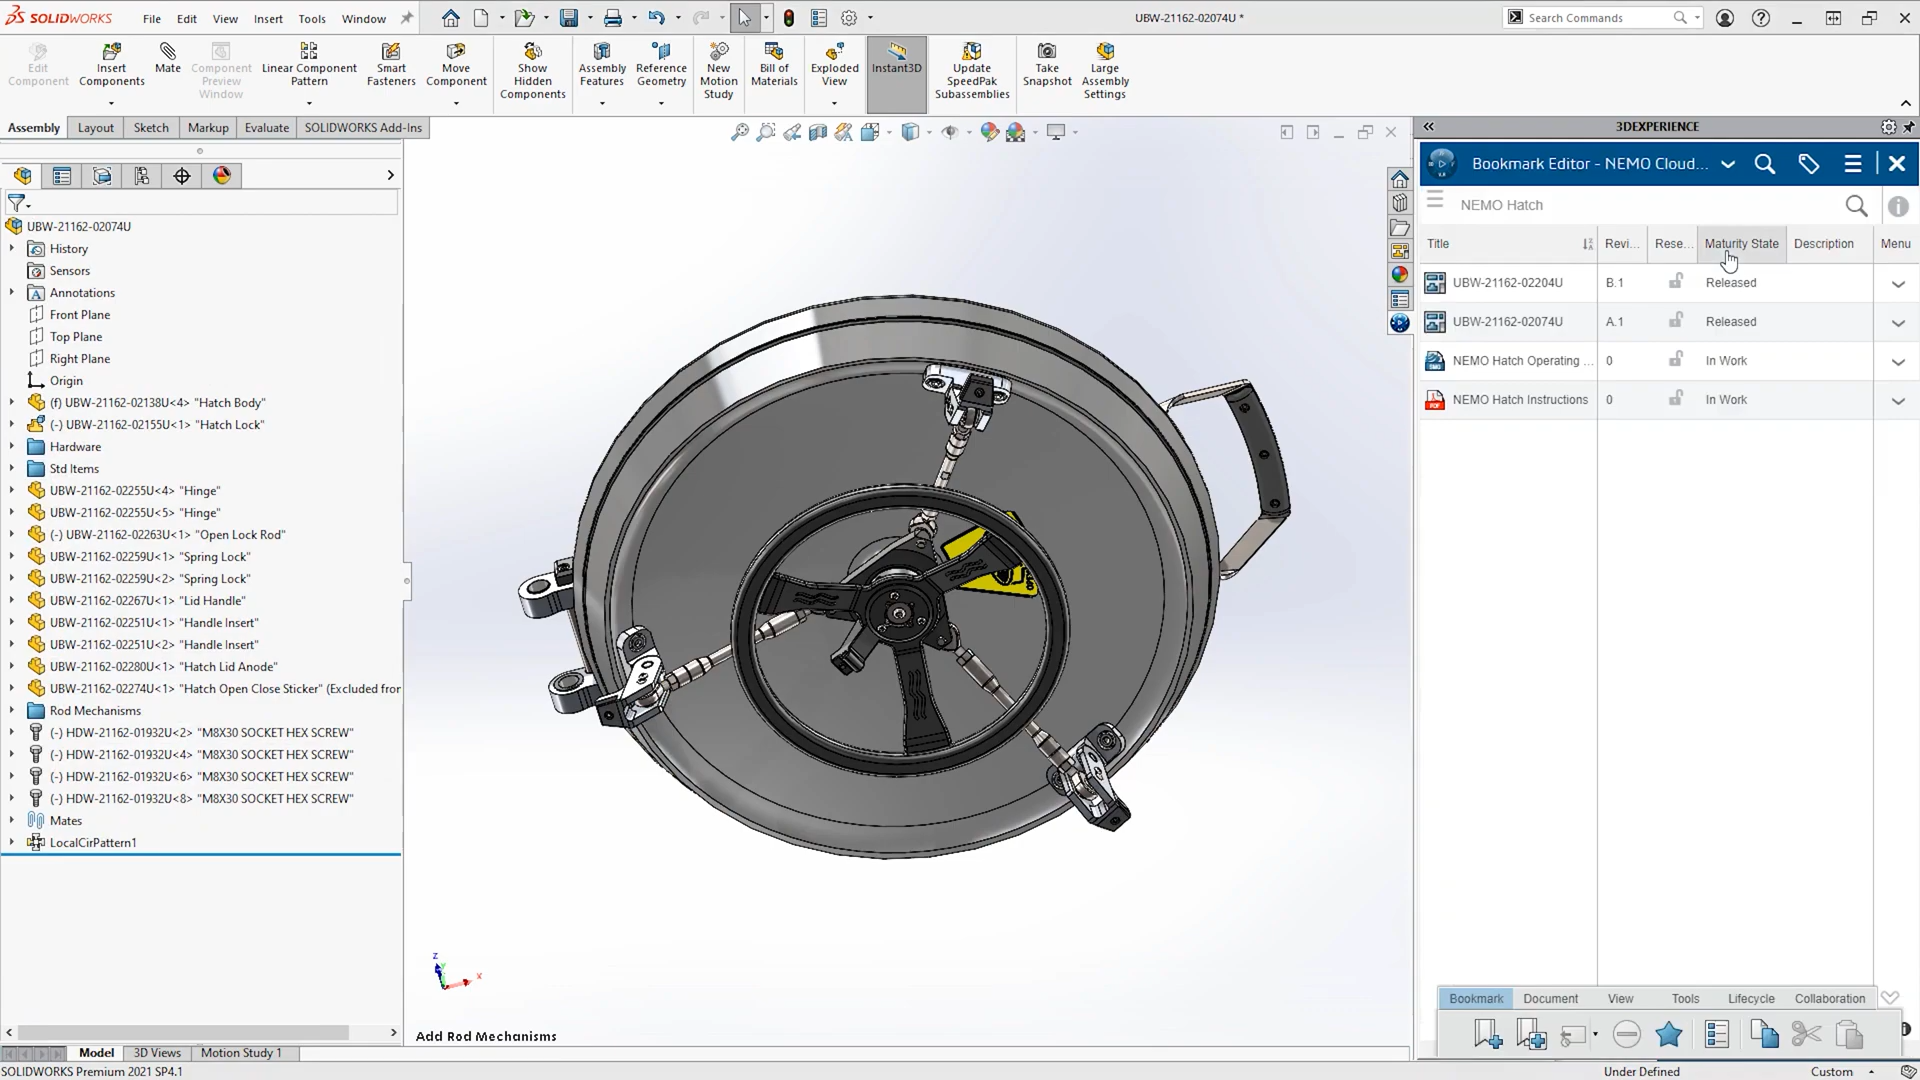 SOLIDWORKS
File Edit View Insert Tools Window
UBW-21162-02074U *
Search Commands
Edit Component
Insert Components
Mate
Component Preview Window
Linear Component Pattern
Smart Fasteners
Move Component
Show Hidden Components
Assembly Features
Reference Geometry
New Motion Study
Bill of Materials
Exploded View
Instant3D
Update SpeedPak Subassemblies
Take Snapshot
Large Assembly Settings
Assembly Layout Sketch Markup Evaluate SOLIDWORKS Add-Ins
UBW-21162-02074U
History
Sensors
Annotations
Front Plane
Top Plane
Right Plane
Origin
(f) UBW-21162-02138U<4> "Hatch Body"
(-) UBW-21162-02155U<1> "Hatch Lock"
Hardware
Std Items
UBW-21162-02255U<4> "Hinge"
UBW-21162-02255U<5> "Hinge"
(-) UBW-21162-02263U<1> "Open Lock Rod"
UBW-21162-02259U<1> "Spring Lock"
UBW-21162-02259U<2> "Spring Lock"
UBW-21162-02267U<1> "Lid Handle"
UBW-21162-02251U<1> "Handle Insert"
UBW-21162-02251U<2> "Handle Insert"
UBW-21162-02280U<1> "Hatch Lid Anode"
UBW-21162-02274U<1> "Hatch Open Close Sticker" (Excluded fror
Rod Mechanisms
(-) HDW-21162-01932U<2> "M8X30 SOCKET HEX SCREW"
(-) HDW-21162-01932U<4> "M8X30 SOCKET HEX SCREW"
(-) HDW-21162-01932U<6> "M8X30 SOCKET HEX SCREW"
(-) HDW-21162-01932U<8> "M8X30 SOCKET HEX SCREW"
Mates
LocalCirPattern1
z
x
Add Rod Mechanisms
Model 3D Views Motion Study 1
SOLIDWORKS Premium 2021 SP4.1
3DEXPERIENCE
Bookmark Editor - NEMO Cloud...
NEMO Hatch
Title Revi... Rese... Maturity State Description Menu
UBW-21162-02204U B.1 Released
UBW-21162-02074U A.1 Released
NEMO Hatch Operating ... 0 In Work
NEMO Hatch Instructions 0 In Work
Bookmark Document View Tools Lifecycle Collaboration
Under Defined Custom